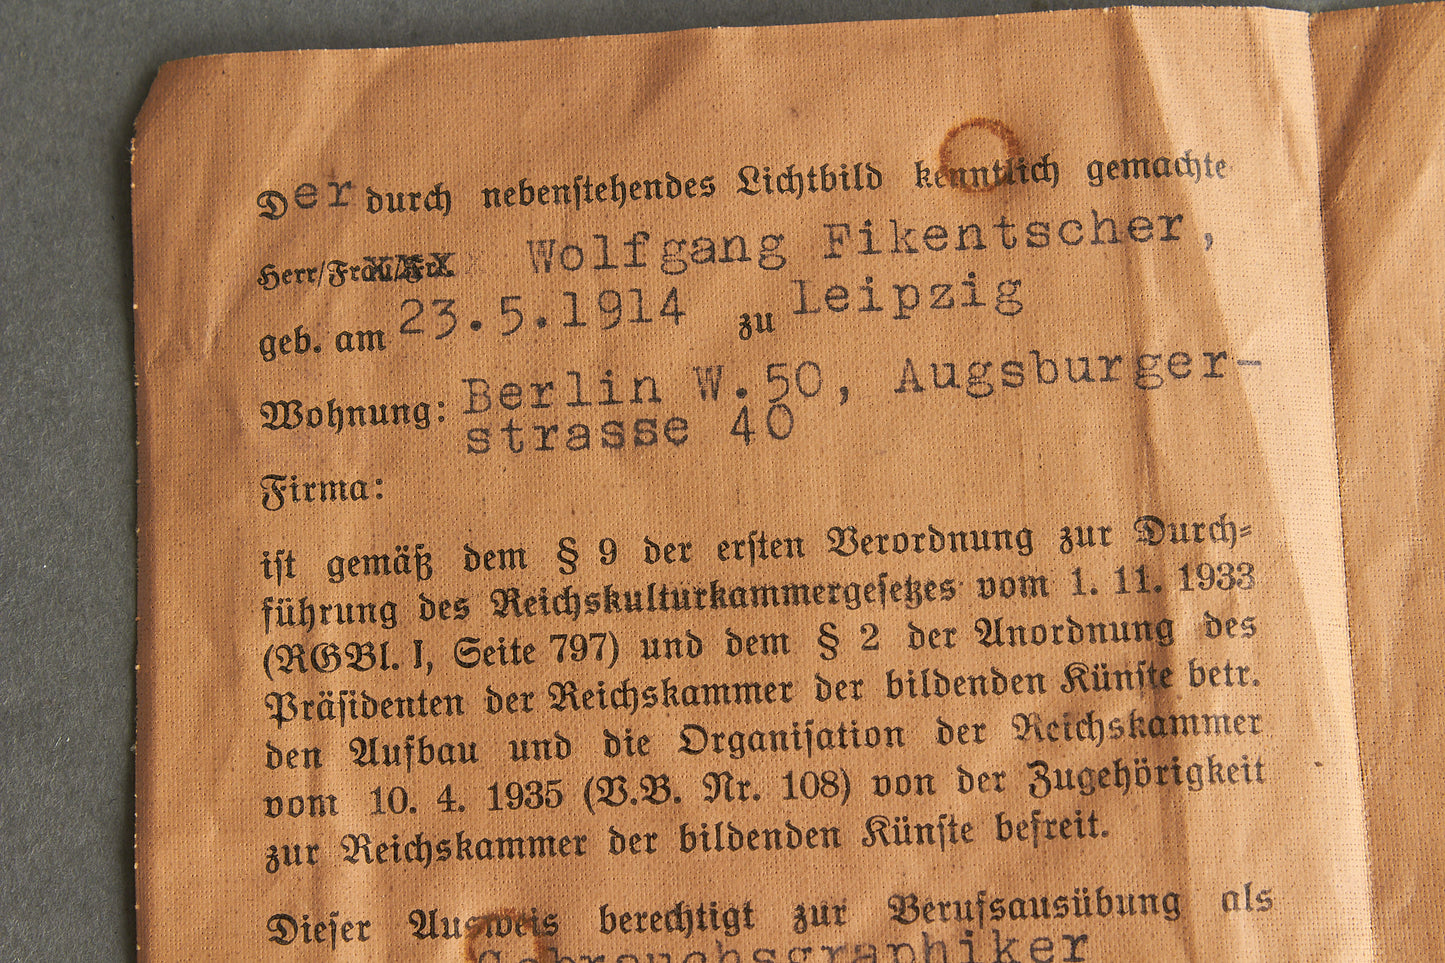 Der durch nebenstehendes Lichtbild kenntlich gemachte
Herr/Frau/Frl. Wolfgang Fikentscher,
geb. am 23.5.1914 zu Leipzig
Wohnung: Berlin W.50, Augsburger-
strasse 40
Firma:
ist gemäß dem § 9 der ersten Verordnung zur Durch-
führung des Reichskulturkammergesetzes vom 1. 11. 1933
(RGBl. I, Seite 797) und dem § 2 der Anordnung des
Präsidenten der Reichskammer der bildenden Künste betr.
den Aufbau und die Organisation der Reichskammer
vom 10. 4. 1935 (V.B. Nr. 108) von der Zugehörigkeit
zur Reichskammer der bildenden Künste befreit.
Dieser Ausweis berechtigt zur Berufsausübung als
Gebrauchsgraphiker